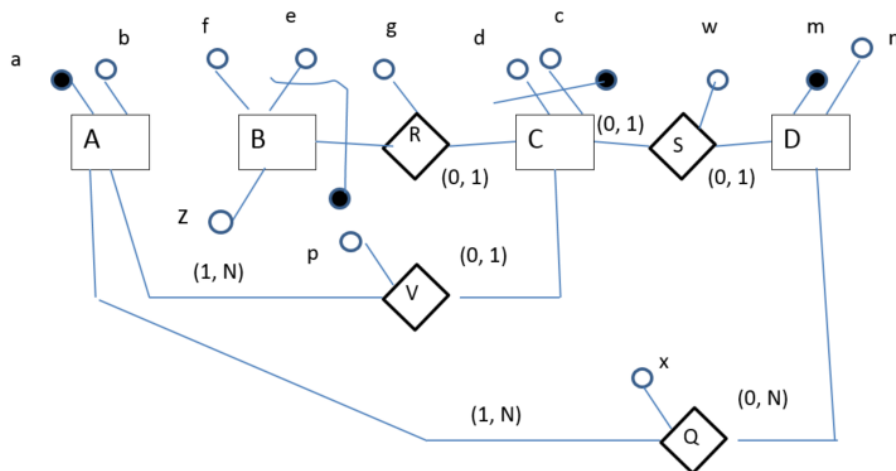 a b f e g d c w m
A B R C (0, 1) S D
(0, 1) (0, 1)
Z
p
(1, N) V (0, 1)
x
(1, N) Q (0, N)